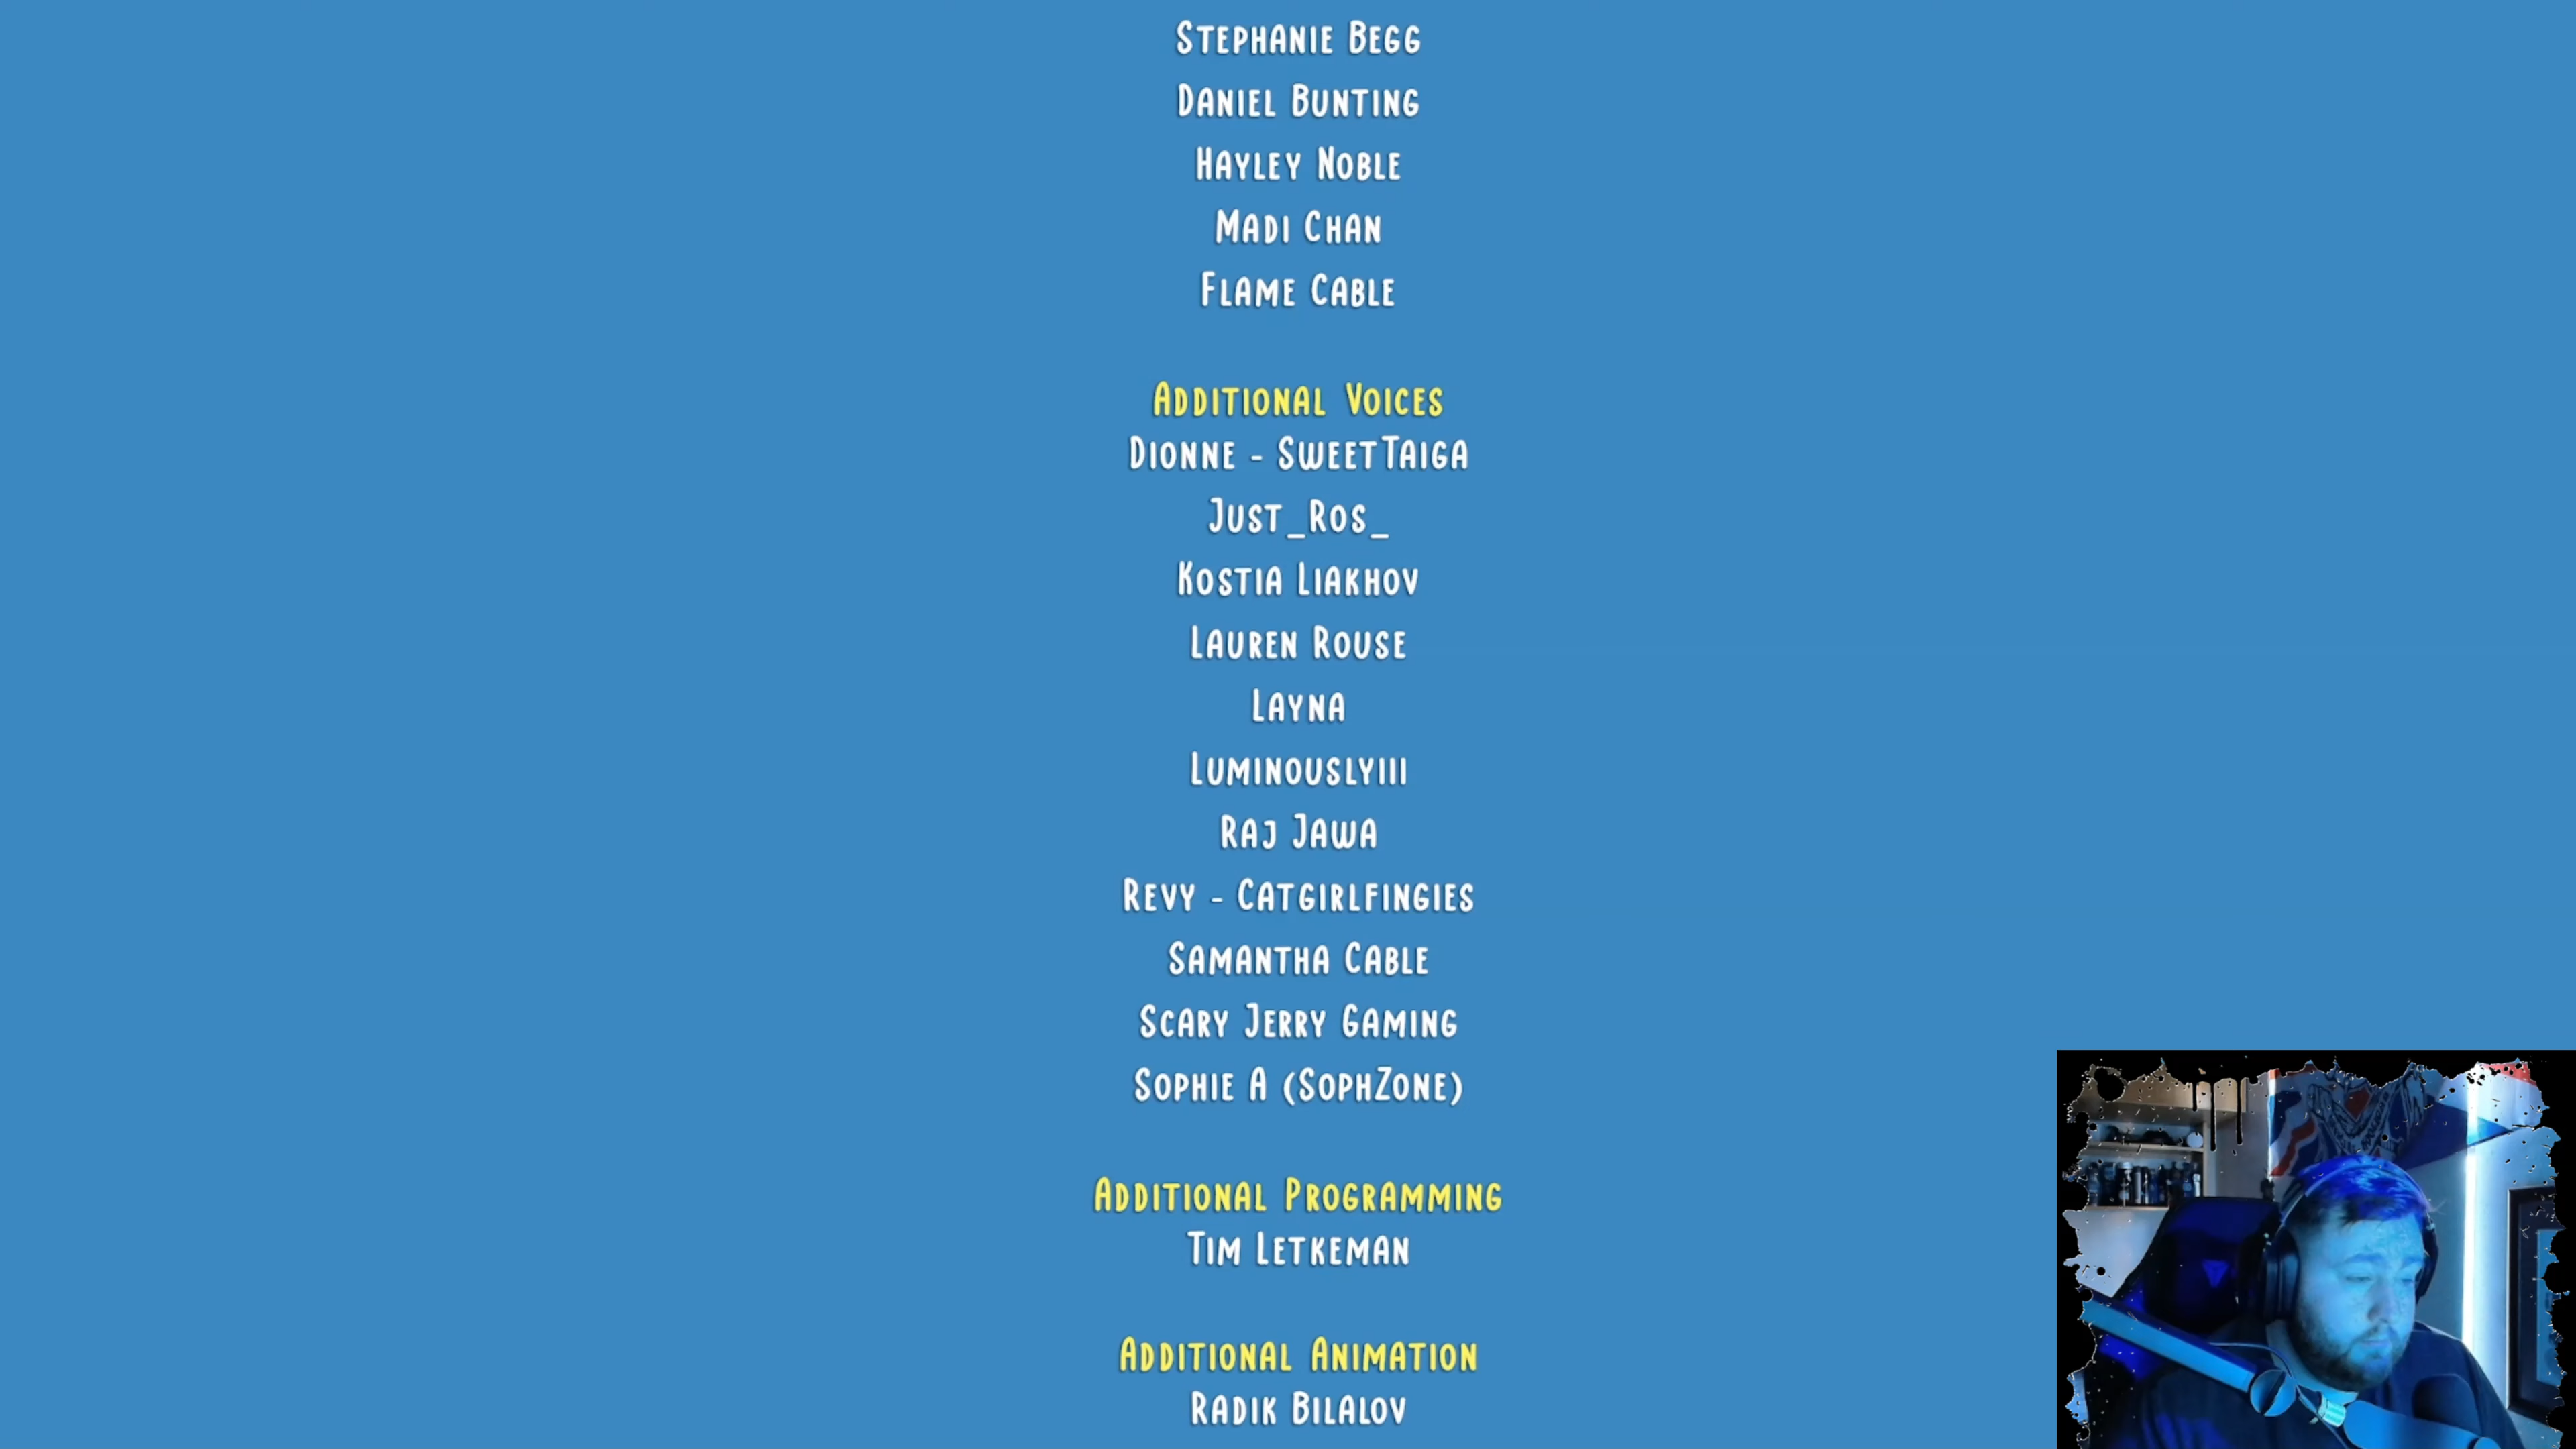 Stephanie Begg
Daniel Bunting
Hayley Noble
Madi Chan
Flame Cable
Additional Voices
Dionne - SweetTaiga
Just_Ros_
Kostia Liakhov
Lauren Rouse
Layna
Luminouslyiii
Raj Jawa
Revy - Catgirlfingies
Samantha Cable
Scary Jerry Gaming
Sophie A (SophZone)
Additional Programming
Tim Letkeman
Additional Animation
Radik Bilalov